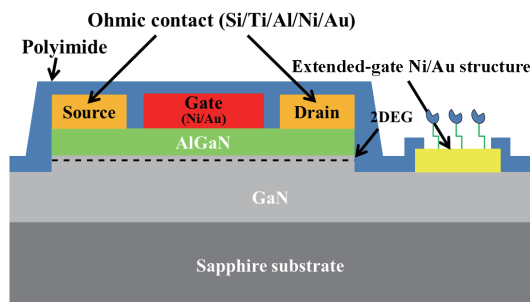 Ohmic contact (Si/Ti/Al/Ni/Au)
Polyimide
Extended-gate Ni/Au structure
Source
Gate
(Ni/Au)
Drain
2DEG
AlGaN
GaN
Sapphire substrate